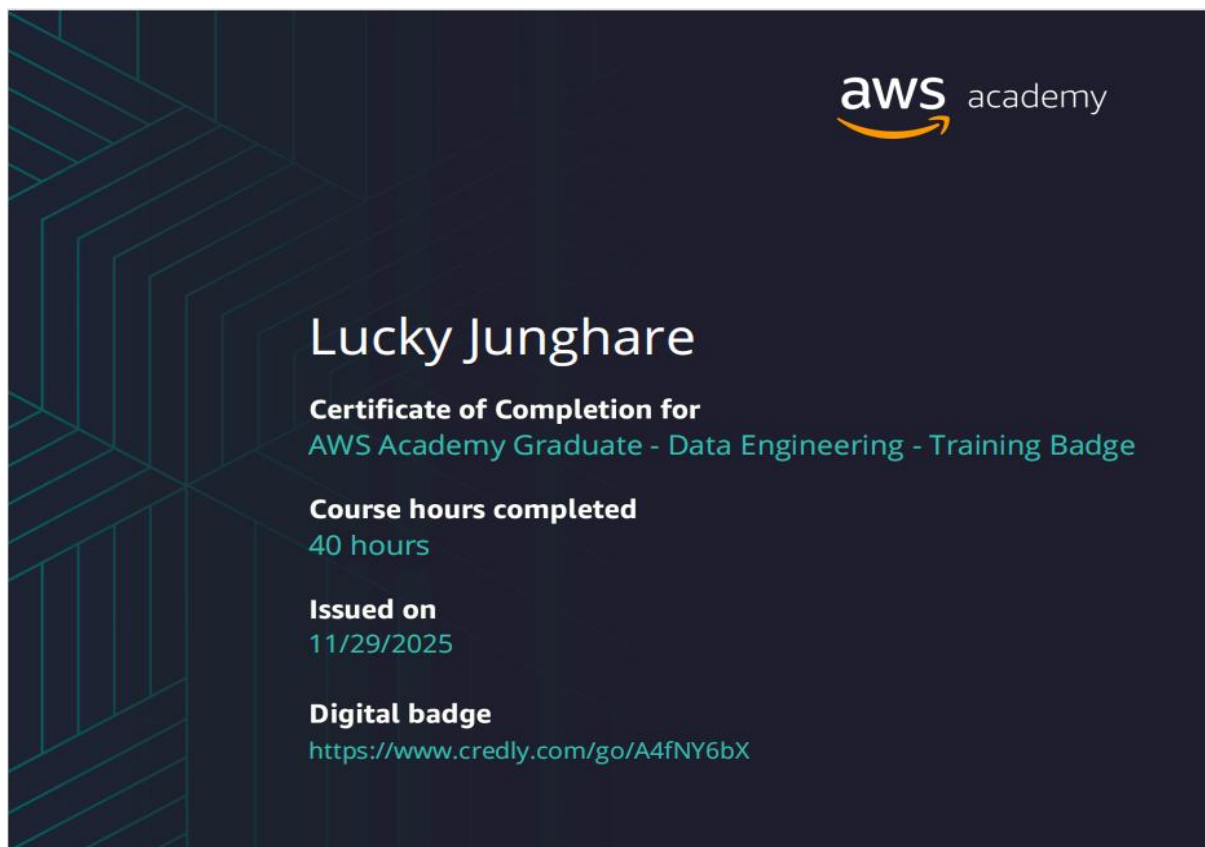 aws academy
Lucky Junghare
Certificate of Completion for
AWS Academy Graduate - Data Engineering - Training Badge
Course hours completed
40 hours
Issued on
11/29/2025
Digital badge
https://www.credly.com/go/A4fNY6bX